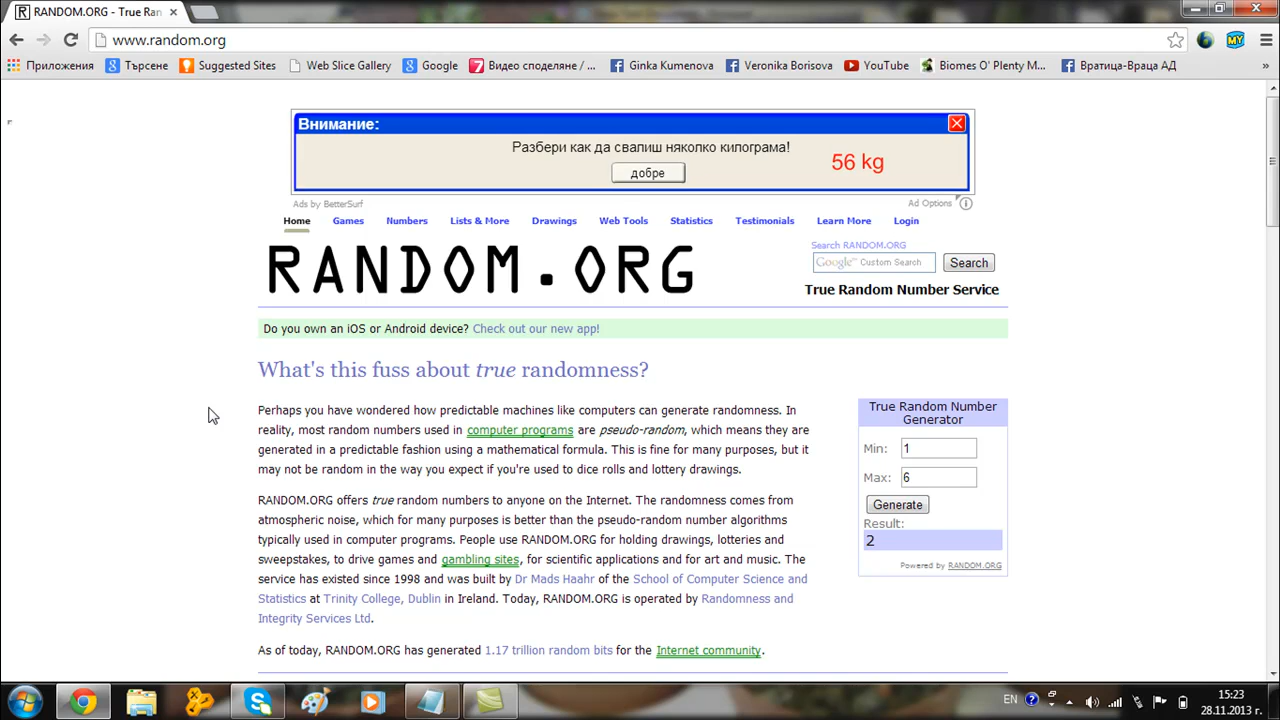 RANDOM.ORG - True Ran
www.random.org
Приложения
Търсене
Suggested Sites
Web Slice Gallery
Google
Видео споделяне / ...
Ginka Kumenova
Veronika Borisova
YouTube
Biomes O' Plenty M...
Вратица-Враца АД
»
Внимание:
Разбери как да свалиш няколко килограма!
56 kg
добре
Ads by BetterSurf
Ad Options
Home
Games
Numbers
Lists & More
Drawings
Web Tools
Statistics
Testimonials
Learn More
Login
RANDOM.ORG
Search RANDOM.ORG
Google™ Custom Search
Search
True Random Number Service
Do you own an iOS or Android device? Check out our new app!
What's this fuss about true randomness?
Perhaps you have wondered how predictable machines like computers can generate randomness. In
reality, most random numbers used in computer programs are pseudo-random, which means they are
generated in a predictable fashion using a mathematical formula. This is fine for many purposes, but it
may not be random in the way you expect if you're used to dice rolls and lottery drawings.
RANDOM.ORG offers true random numbers to anyone on the Internet. The randomness comes from
atmospheric noise, which for many purposes is better than the pseudo-random number algorithms
typically used in computer programs. People use RANDOM.ORG for holding drawings, lotteries and
sweepstakes, to drive games and gambling sites, for scientific applications and for art and music. The
service has existed since 1998 and was built by Dr Mads Haahr of the School of Computer Science and
Statistics at Trinity College, Dublin in Ireland. Today, RANDOM.ORG is operated by Randomness and
Integrity Services Ltd.
As of today, RANDOM.ORG has generated 1.17 trillion random bits for the Internet community.
True Random Number
Generator
Min: 1
Max: 6
Generate
Result:
2
Powered by RANDOM.ORG
EN
15:23
28.11.2013 г.